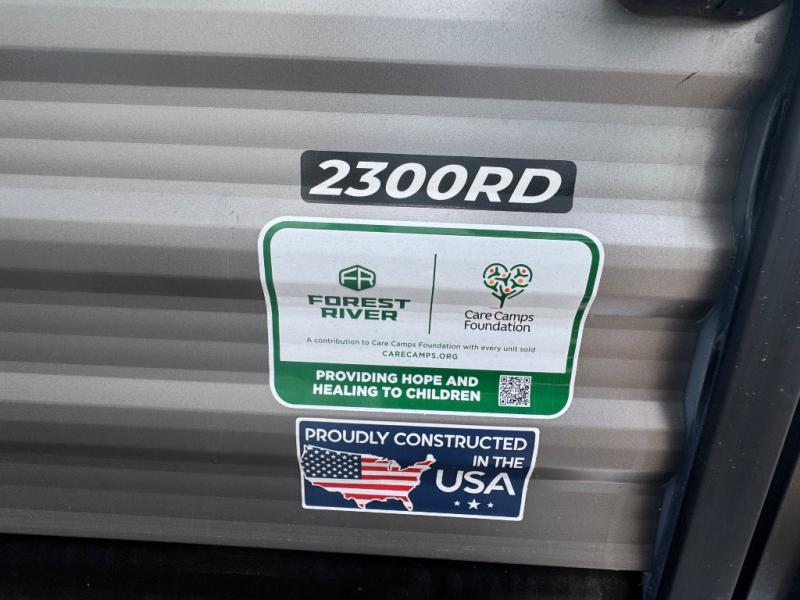 2300RD
FR
FOREST
RIVER
Care Camps
Foundation
A contribution to Care Camps Foundation with every unit sold
CARECAMPS.ORG
PROVIDING HOPE AND
HEALING TO CHILDREN
PROUDLY CONSTRUCTED
IN THE
USA